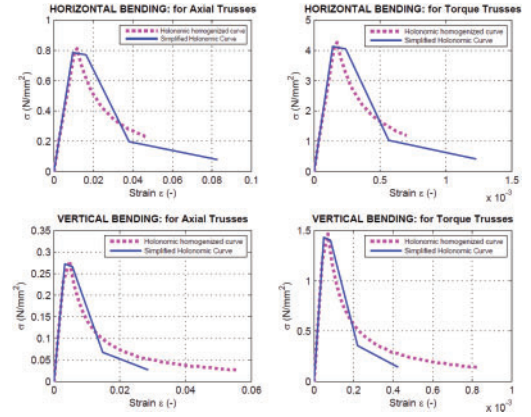 HORIZONTAL BENDING: for Axial Trusses
1
0.8
0.6
0.4
0.2
0
σ (N/mm²)
Holonomic homogenized curve
Simplified Holonomic Curve
0 0.02 0.04 0.06 0.08 0.1
Strain ε (-)
HORIZONTAL BENDING: for Torque Trusses
5
4
3
2
1
0
σ (N/mm²)
Holonomic homogenized curve
Simplified Holonomic Curve
0 0.5 1 1.5
Strain ε (-)
x 10⁻³
VERTICAL BENDING: for Axial Trusses
0.35
0.3
0.25
0.2
0.15
0.1
0.05
0
σ (N/mm²)
Holonomic homogenized curve
Simplified Holonomic Curve
0 0.02 0.04 0.06
Strain ε (-)
VERTICAL BENDING: for Torque Trusses
1.5
1
0.5
0
σ (N/mm²)
Holonomic homogenized curve
Simplified Holonomic Curve
0 0.2 0.4 0.6 0.8 1
Strain ε (-)
x 10⁻³